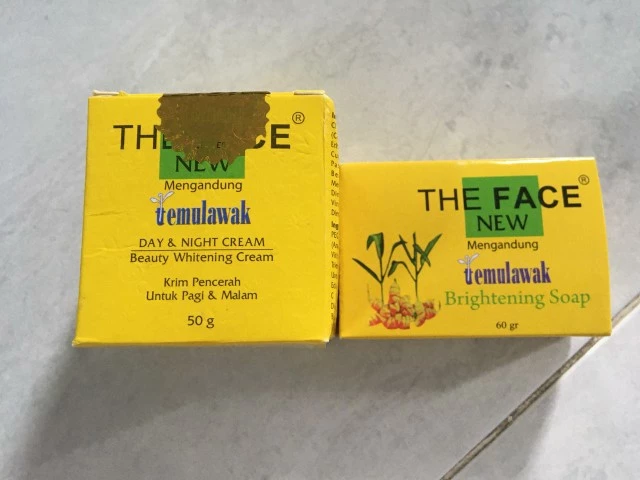 THE FACE®
NEW
Mengandung
temulawak
DAY & NIGHT CREAM
Beauty Whitening Cream
Krim Pencerah
Untuk Pagi & Malam
50 g
THE FACE®
NEW
Mengandung
temulawak
Brightening Soap
60 gr